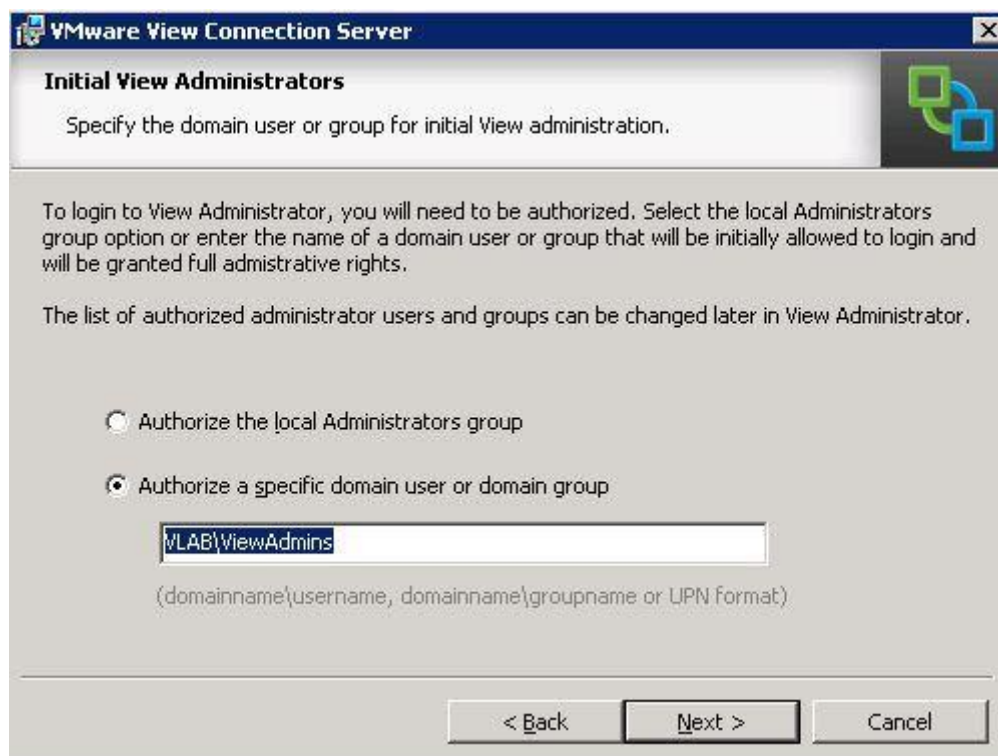 VMware View Connection Server
Initial View Administrators
Specify the domain user or group for initial View administration.
To login to View Administrator, you will need to be authorized. Select the local Administrators
group option or enter the name of a domain user or group that will be initially allowed to login and
will be granted full admistrative rights.
The list of authorized administrator users and groups can be changed later in View Administrator.
Authorize the local Administrators group
Authorize a specific domain user or domain group
VLAB\ViewAdmins
(domainname\username, domainname\groupname or UPN format)
< Back
Next >
Cancel